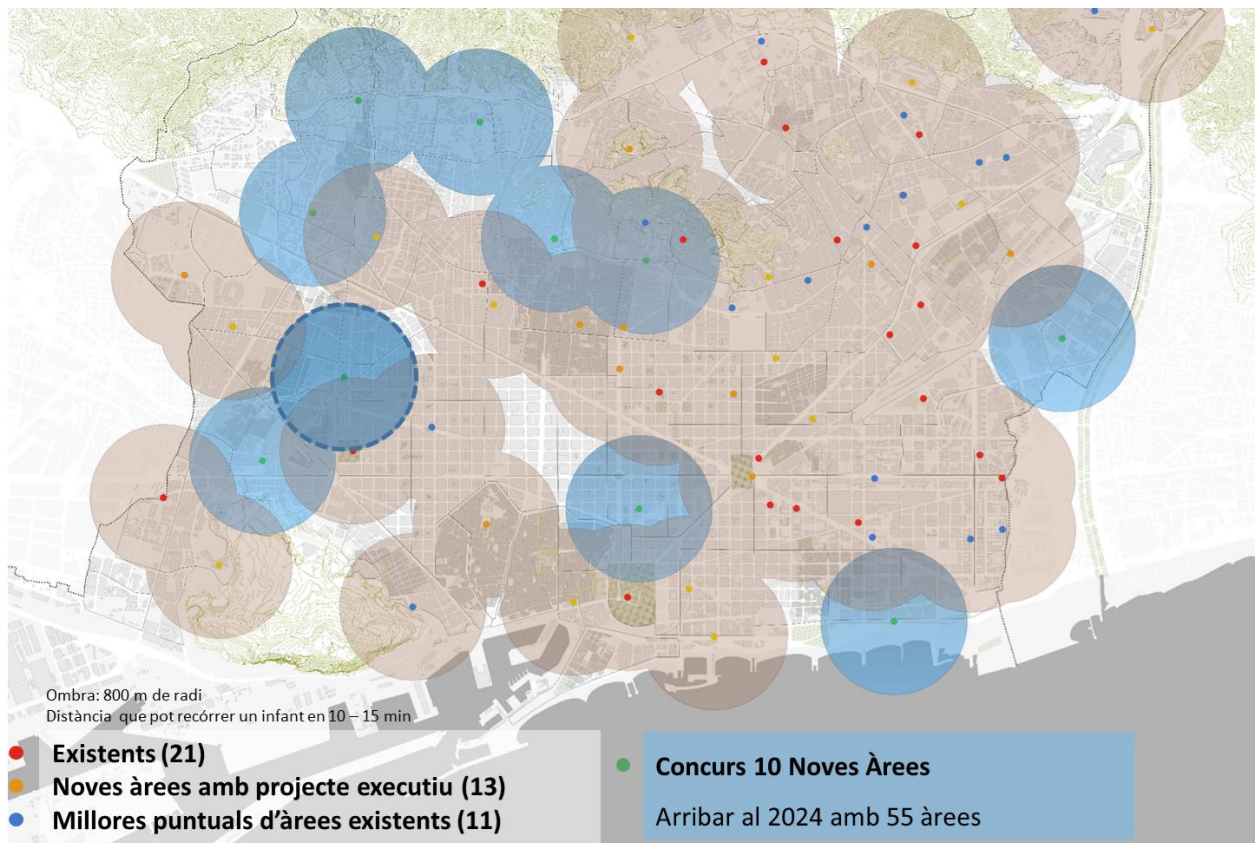 Ombra: 800 m de radi
Distància que pot recórrer un infant en 10 – 15 min
Existents (21)
Noves àrees amb projecte executiu (13)
Millores puntuals d'àrees existents (11)
Concurs 10 Noves Àrees
Arribar al 2024 amb 55 àrees